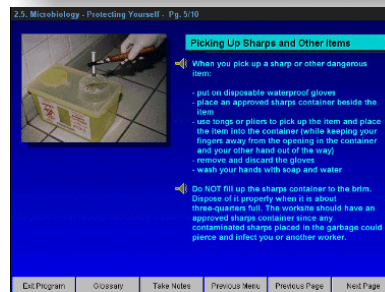 2.5. Microbiology - Protecting Yourself - Pg. 5/10
Picking Up Sharps and Other Items
When you pick up a sharp or other dangerous
item:
- put on disposable waterproof gloves
- place an approved sharps container beside the
item
- use tongs or pliers to pick up the item and place
the item into the container (while keeping your
fingers away from the opening in the container
and your other hand out of the way)
- remove and discard the gloves
- wash your hands with soap and water
Do NOT fill up the sharps container to the brim.
Dispose of it properly when it is about
three-quarters full. The worksite should have an
approved sharps container since any
contaminated sharps placed in the garbage could
pierce and infect you or another worker.
Exit Program
Glossary
Take Notes
Previous Menu
Previous Page
Next Page